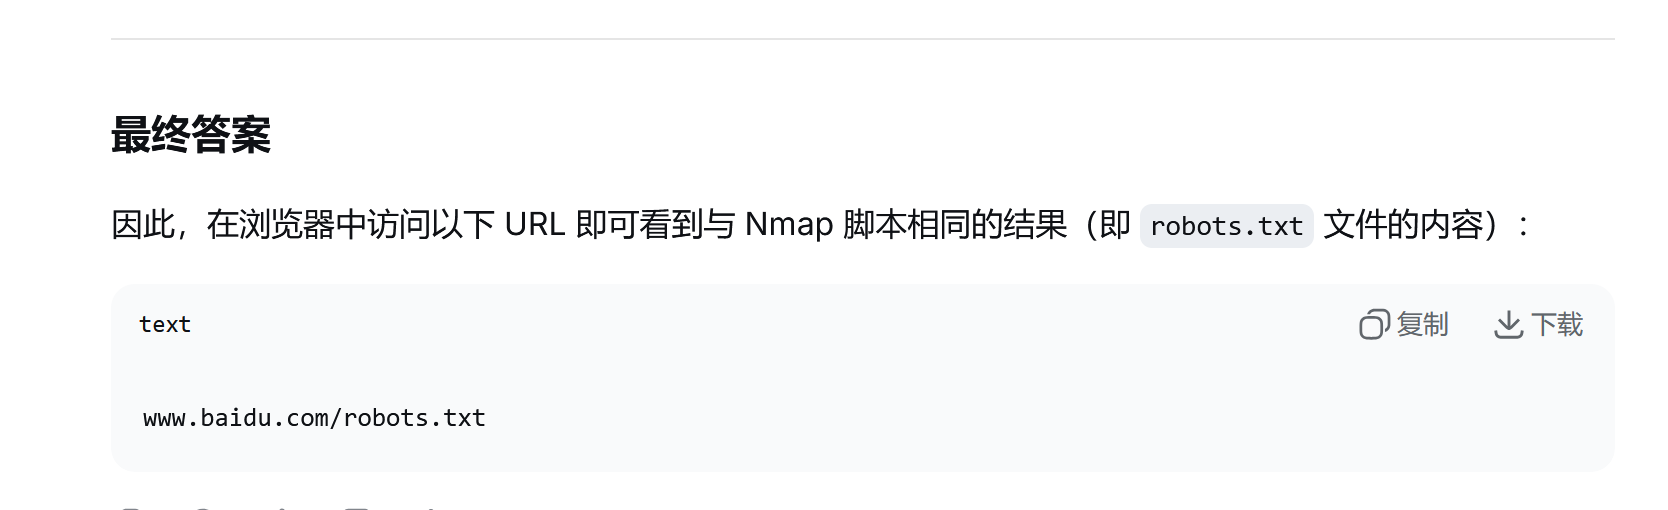 最终答案
因此，在浏览器中访问以下 URL 即可看到与 Nmap 脚本相同的结果（即 robots.txt 文件的内容）：
text 复制 下载
www.baidu.com/robots.txt